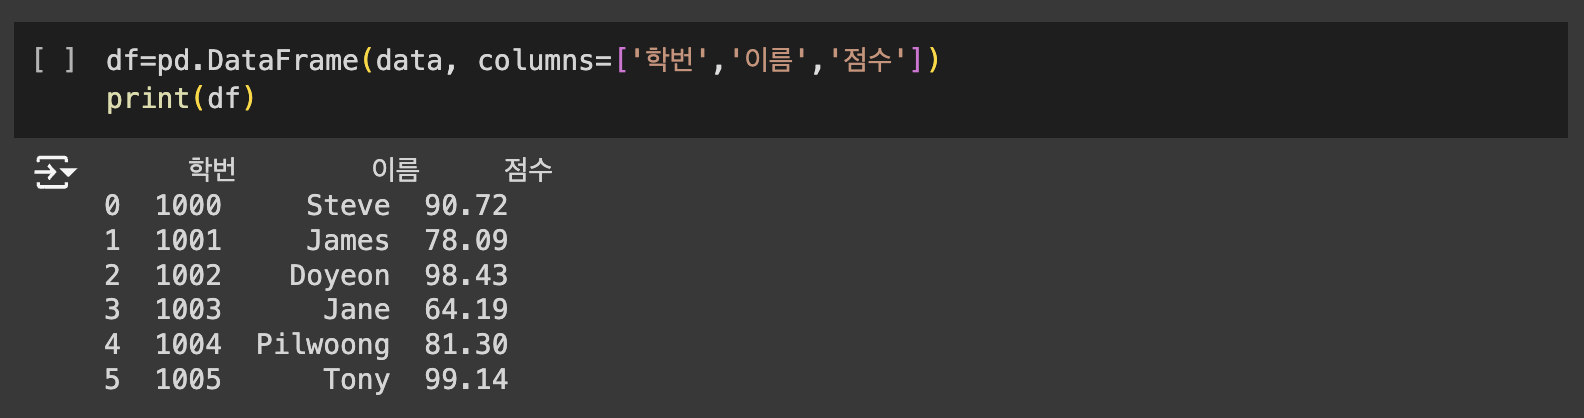 [ ] df=pd.DataFrame(data, columns=['학번','이름','점수'])
print(df)
학번 이름 점수
0 1000 Steve 90.72
1 1001 James 78.09
2 1002 Doyeon 98.43
3 1003 Jane 64.19
4 1004 Pilwoong 81.30
5 1005 Tony 99.14